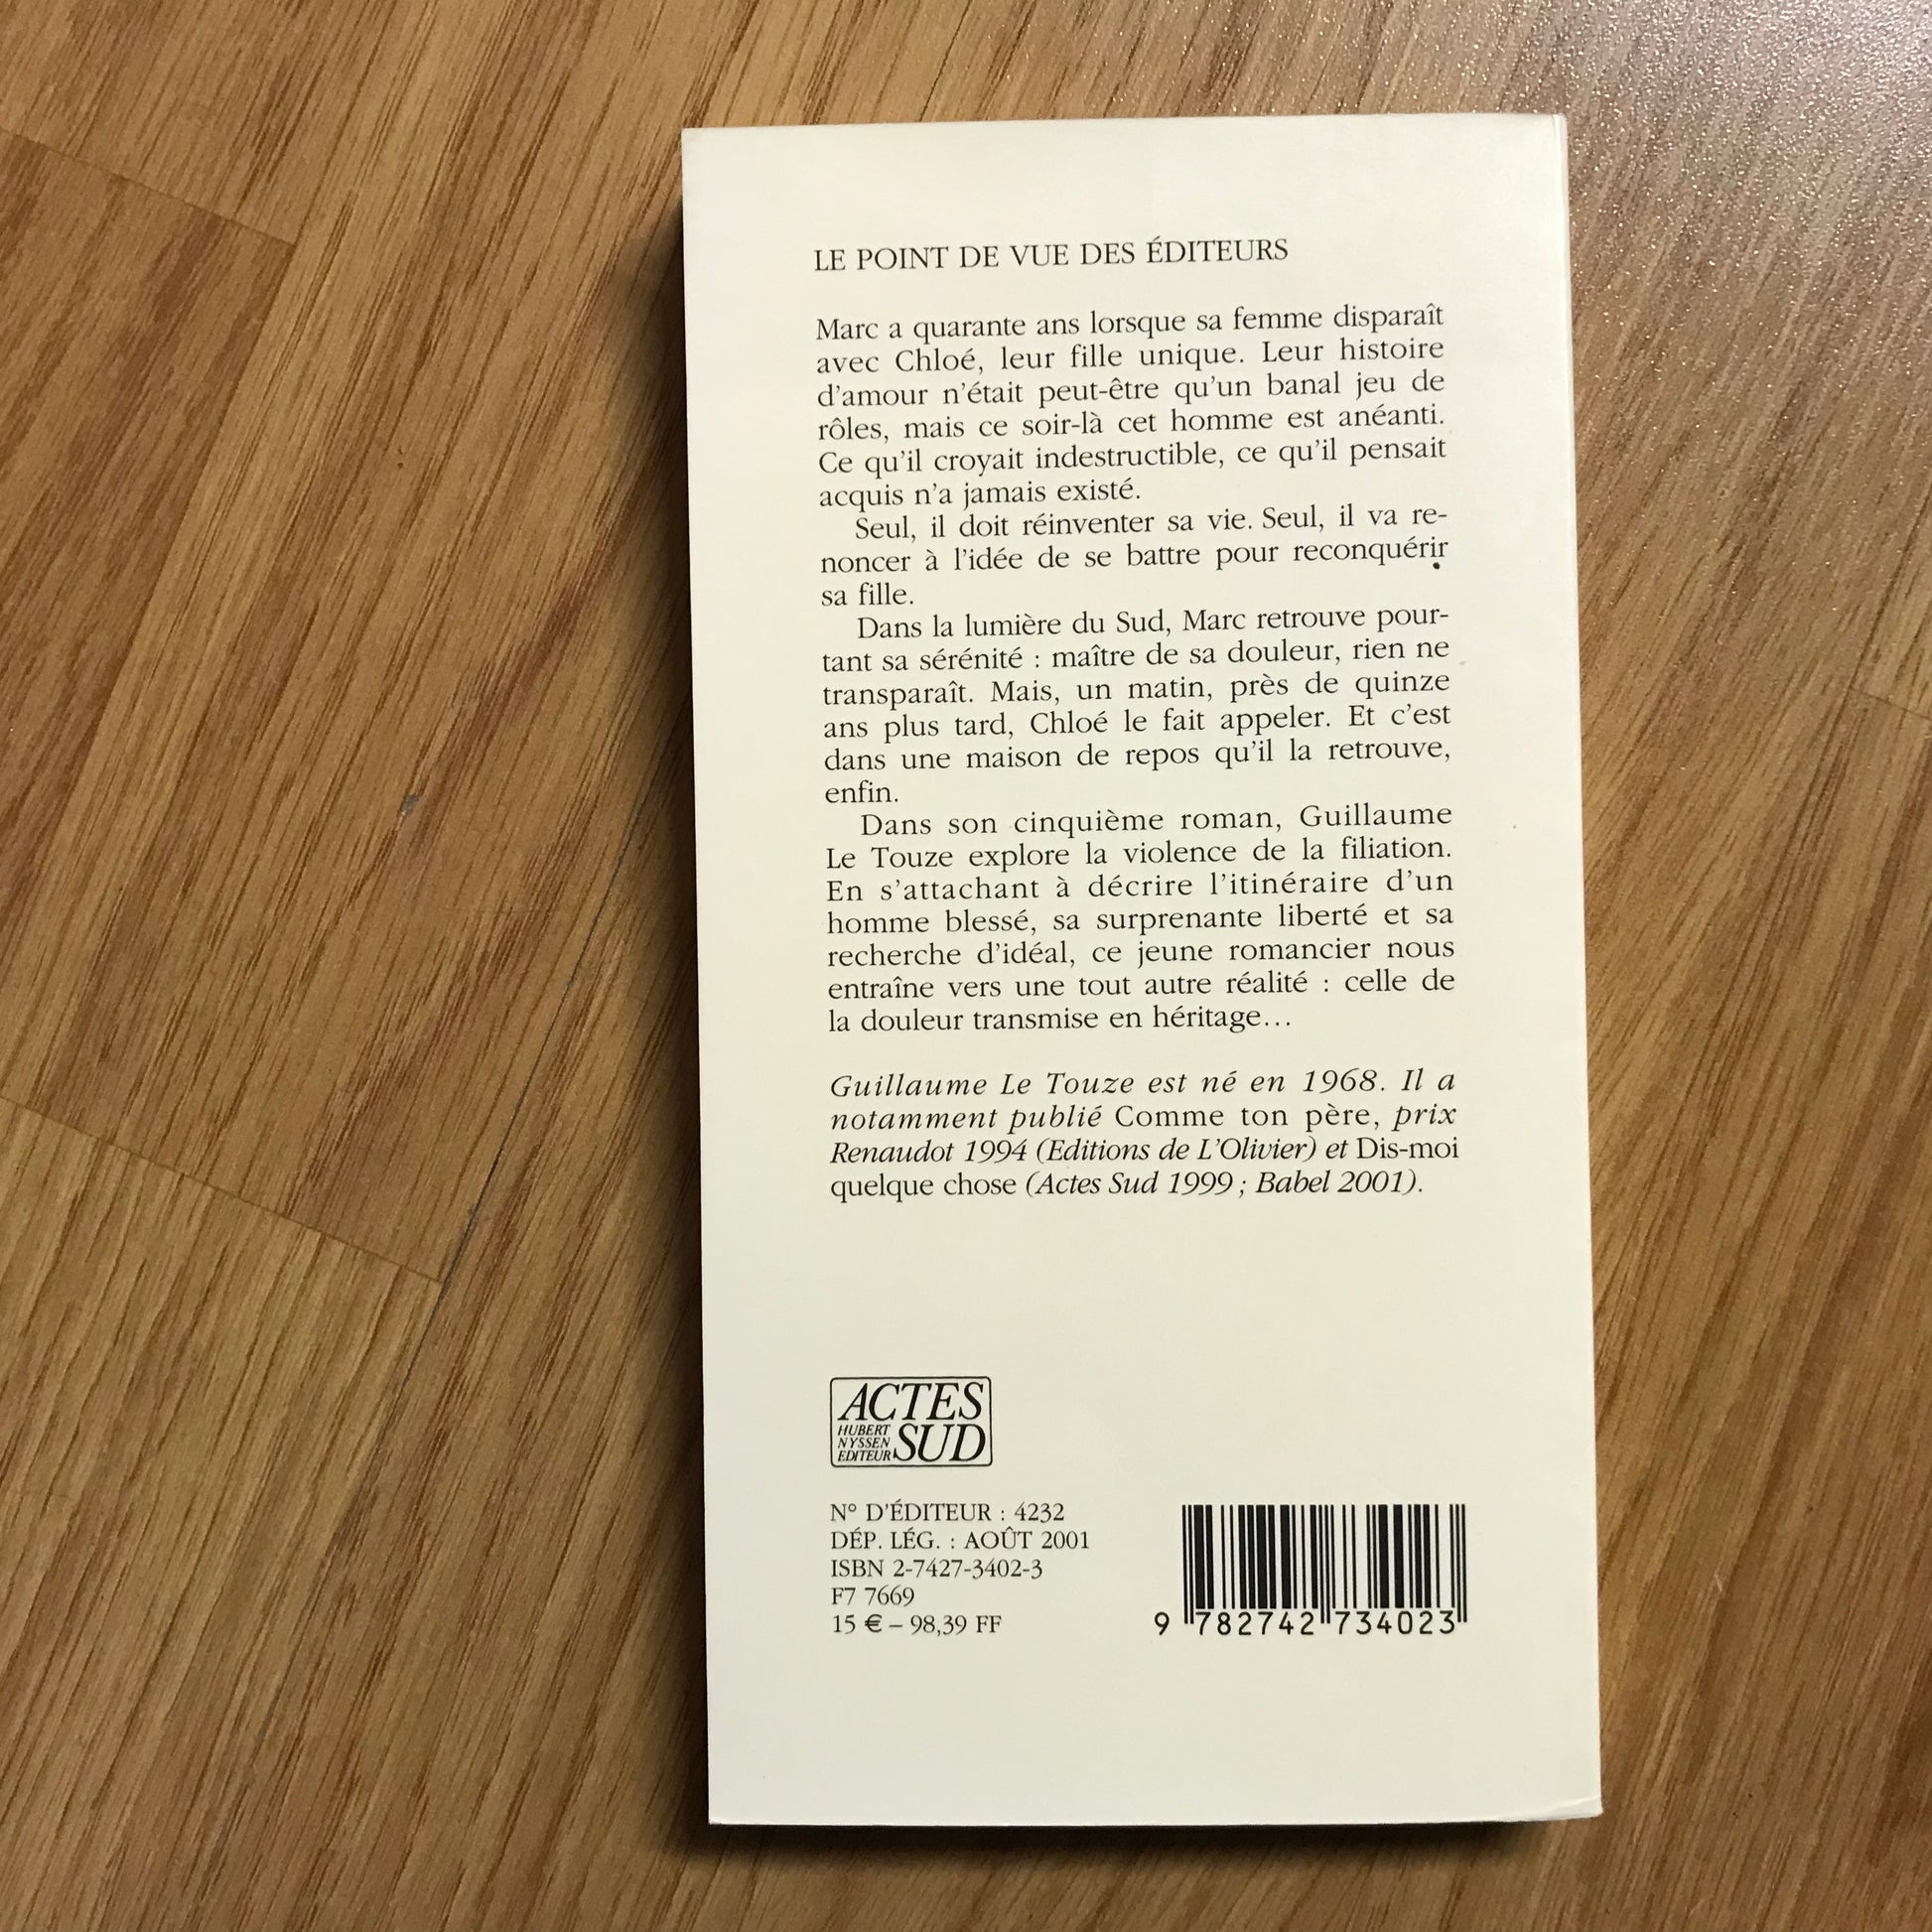 LE POINT DE VUE DES ÉDITEURS
Marc a quarante ans lorsque sa femme disparaît
avec Chloé, leur fille unique. Leur histoire
d'amour n'était peut-être qu'un banal jeu de
rôles, mais ce soir-là cet homme est anéanti.
Ce qu'il croyait indestructible, ce qu'il pensait
acquis n'a jamais existé.
Seul, il doit réinventer sa vie. Seul, il va re-
noncer à l'idée de se battre pour reconquérir
sa fille.
Dans la lumière du Sud, Marc retrouve pour-
tant sa sérénité : maître de sa douleur, rien ne
transparaît. Mais, un matin, près de quinze
ans plus tard, Chloé le fait appeler. Et c'est
dans une maison de repos qu'il la retrouve,
enfin.
Dans son cinquième roman, Guillaume
Le Touze explore la violence de la filiation.
En s'attachant à décrire l'itinéraire d'un
homme blessé, sa surprenante liberté et sa
recherche d'idéal, ce jeune romancier nous
entraîne vers une tout autre réalité : celle de
la douleur transmise en héritage…
Guillaume Le Touze est né en 1968. Il a
notamment publié Comme ton père, prix
Renaudot 1994 (Editions de L'Olivier) et Dis-moi
quelque chose (Actes Sud 1999 ; Babel 2001).
ACTES
HUBERT
NYSSEN
EDITEUR
SUD
N° D'ÉDITEUR : 4232
DÉP. LÉG. : AOÛT 2001
ISBN 2-7427-3402-3
F7 7669
15 € – 98,39 FF
9 782742 734023